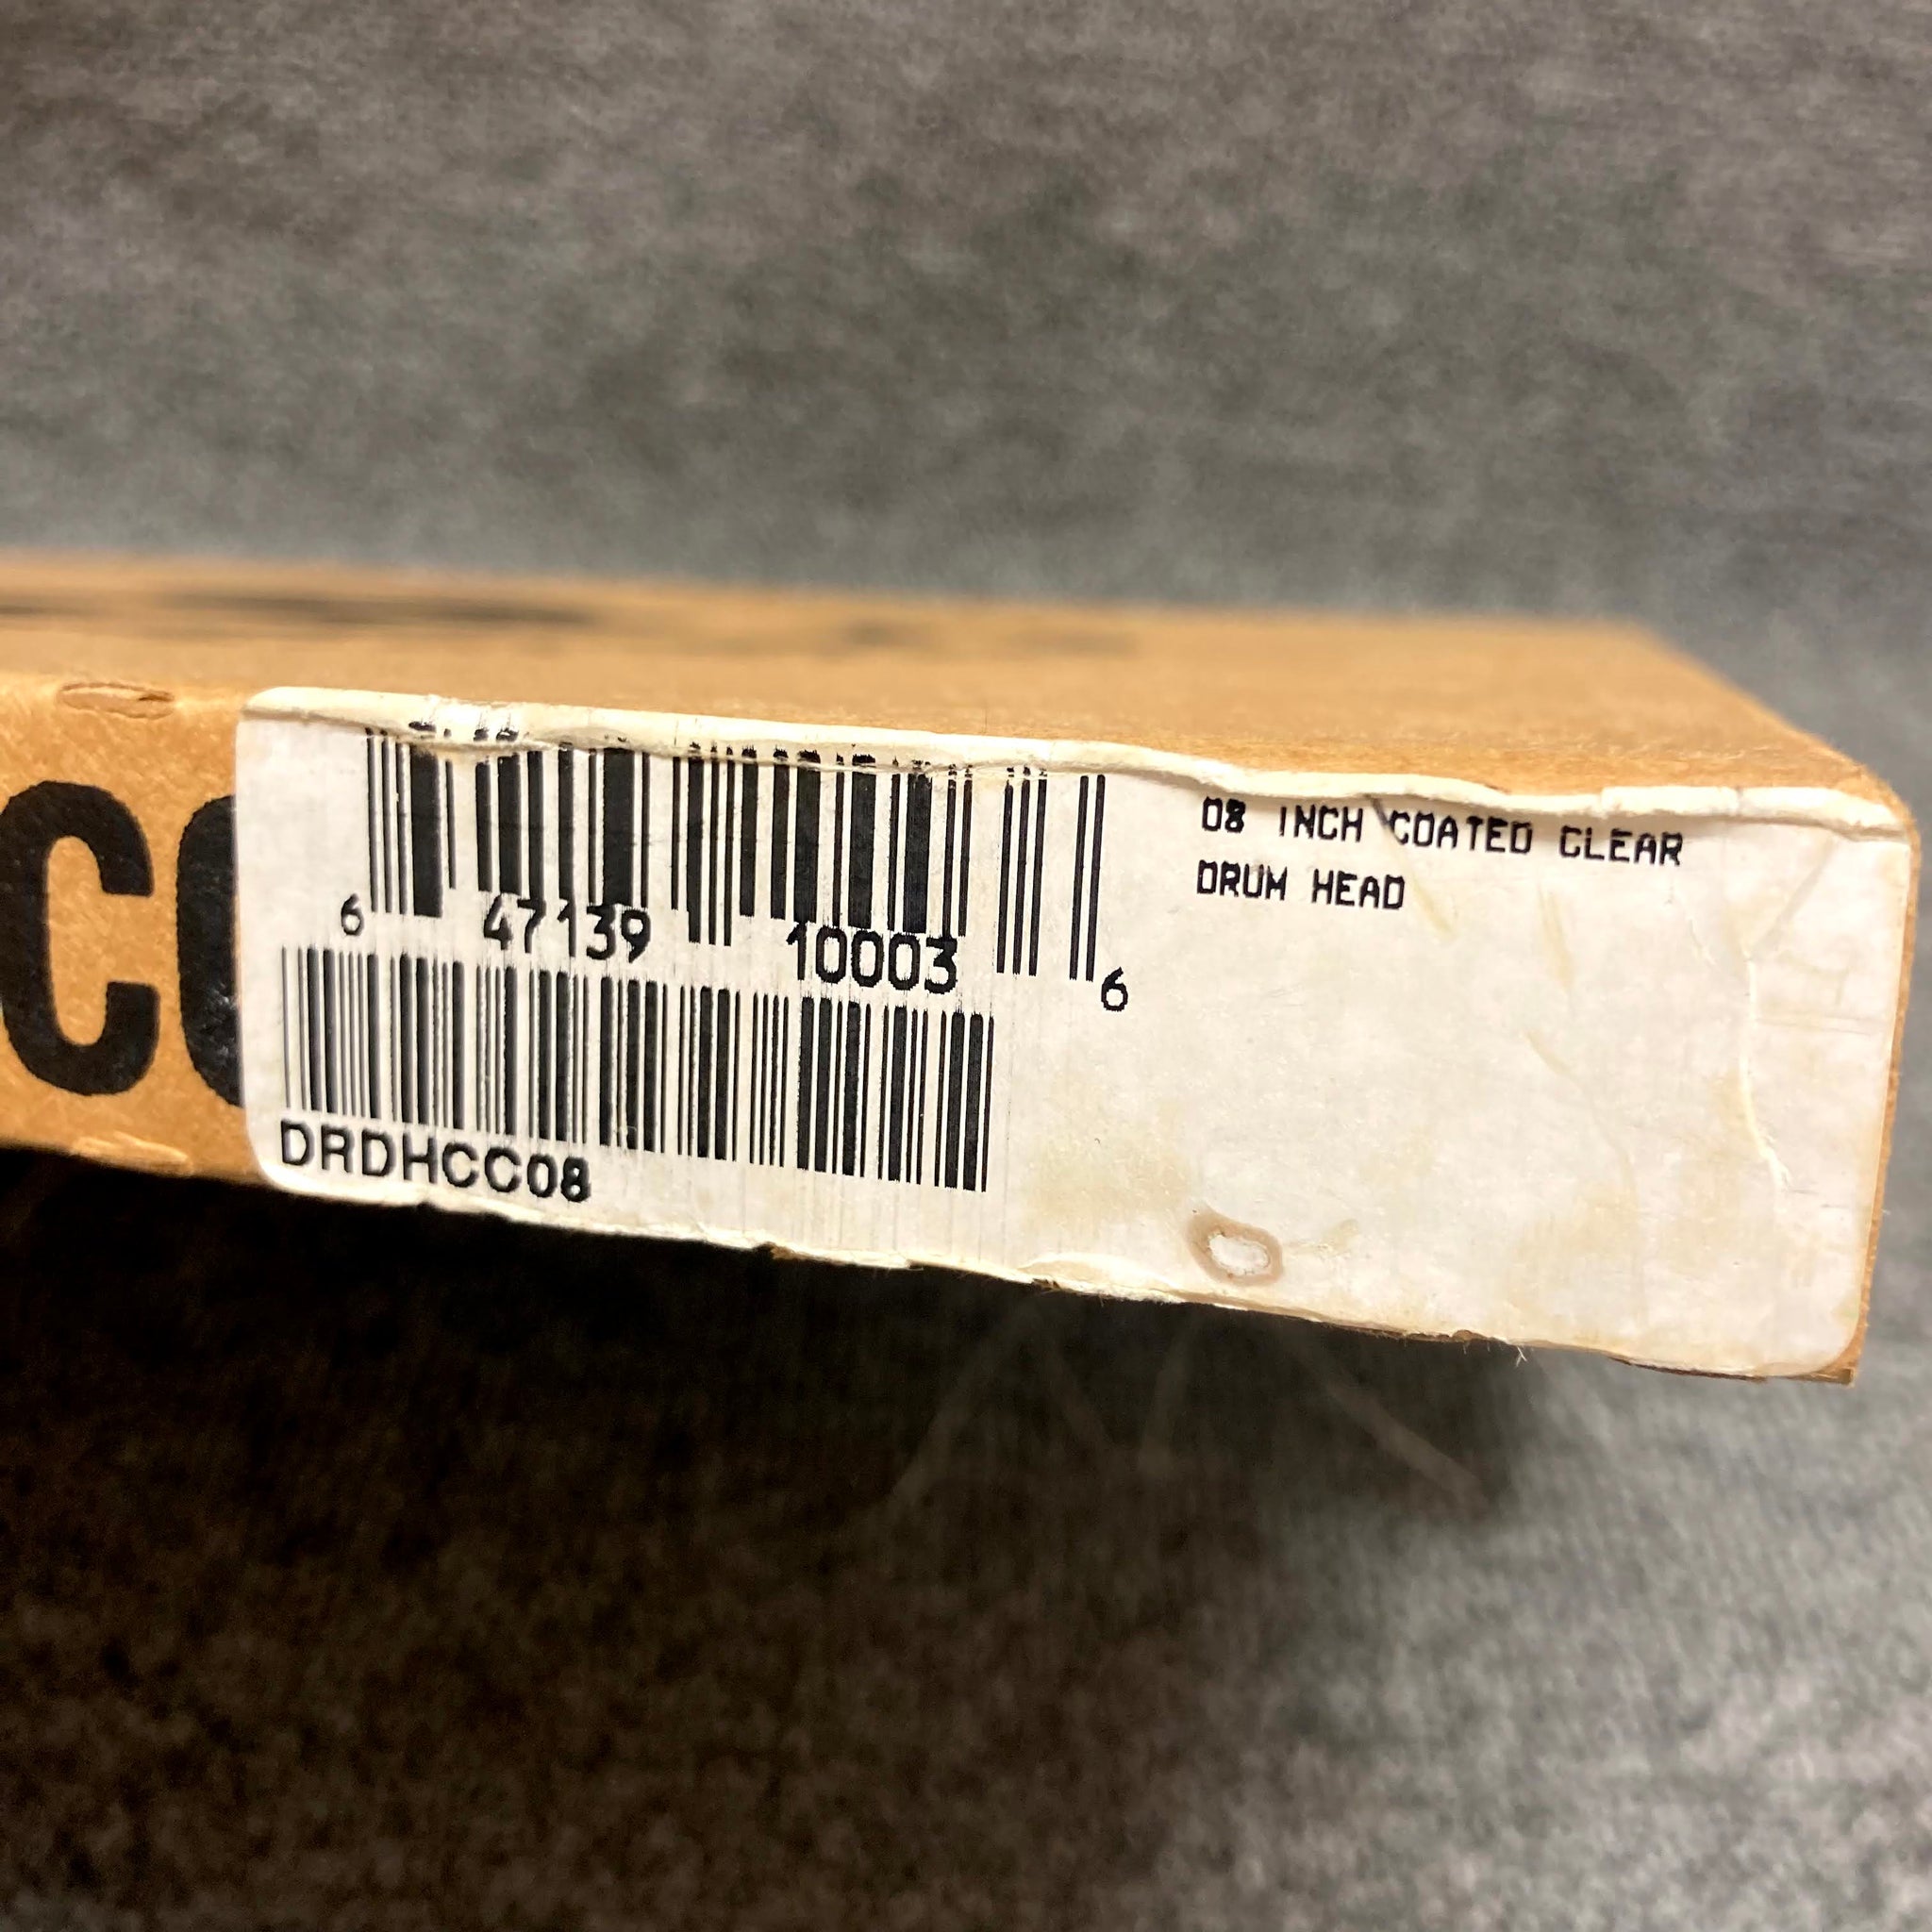 CO
08 INCH COATED CLEAR
DRUM HEAD
6 47139 10003 6
DRDHCC08